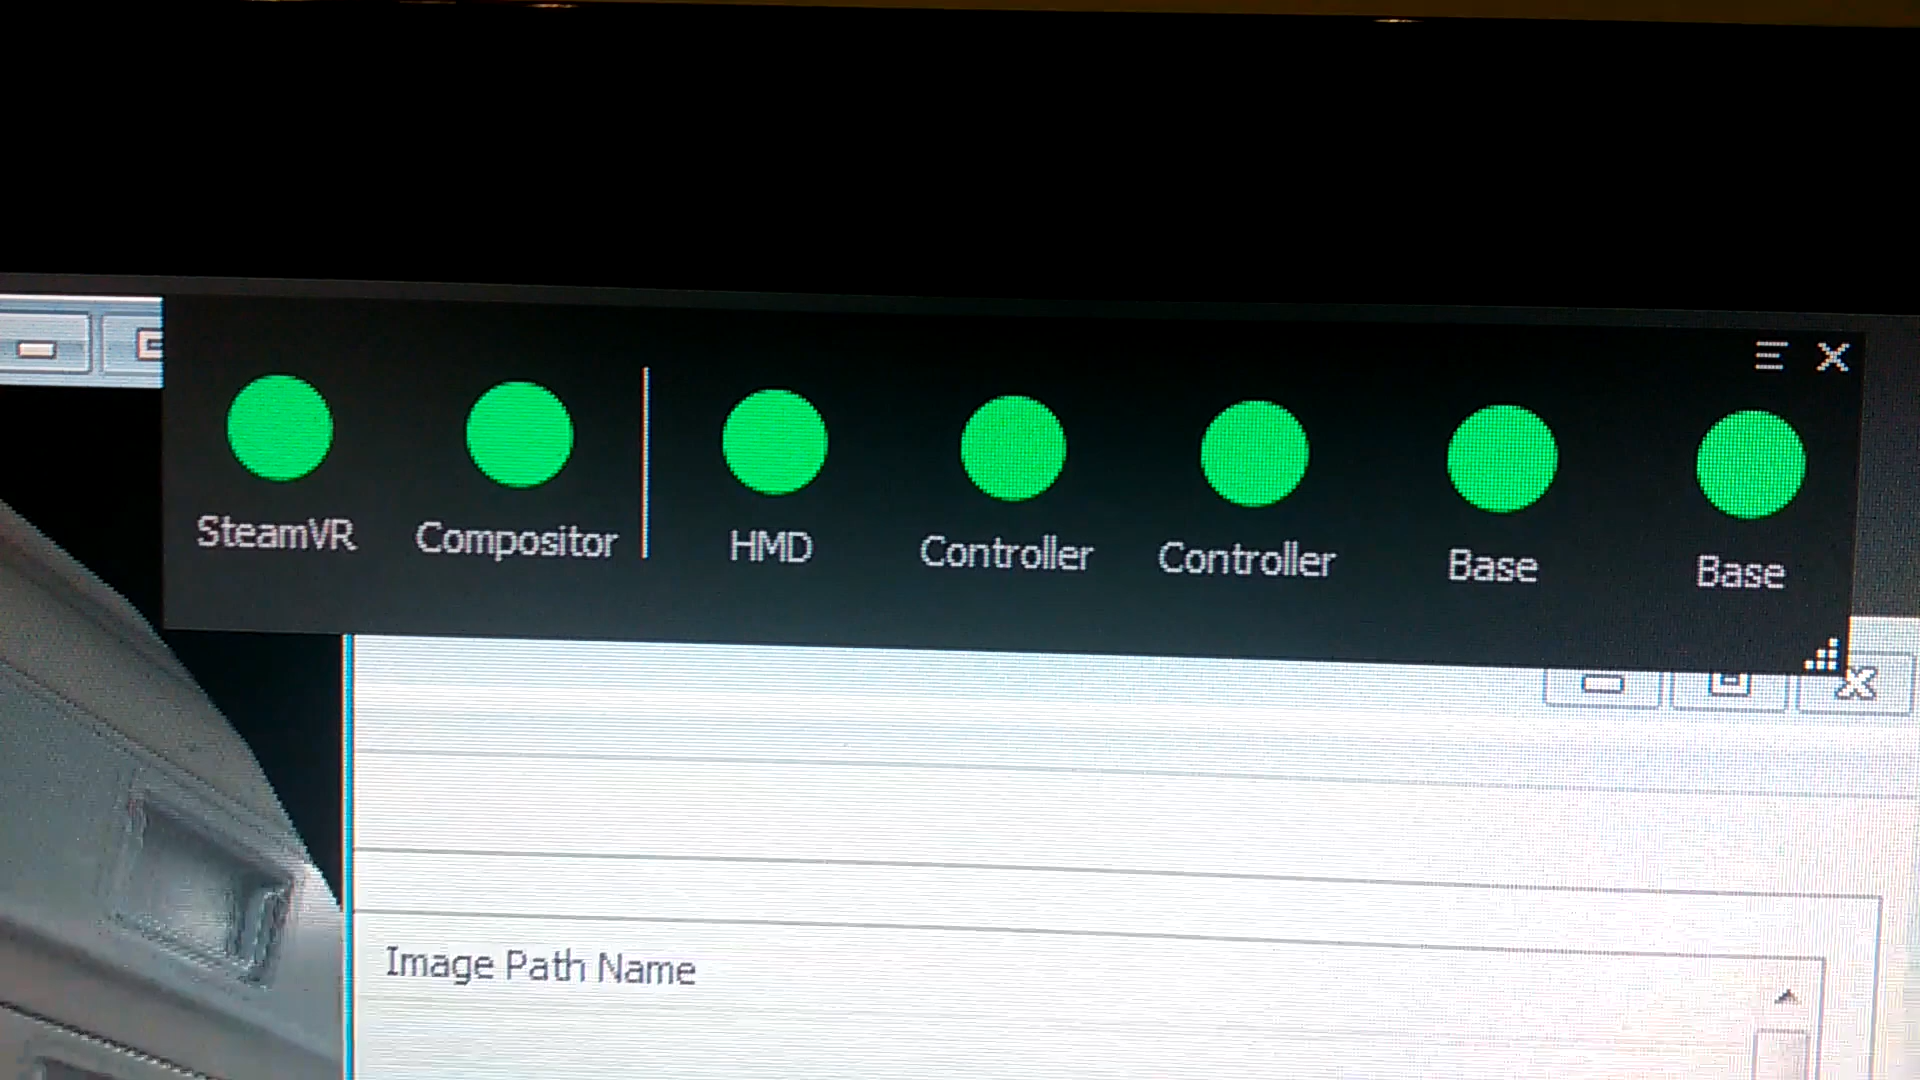 SteamVR Compositor HMD Controller Controller Base Base
Image Path Name